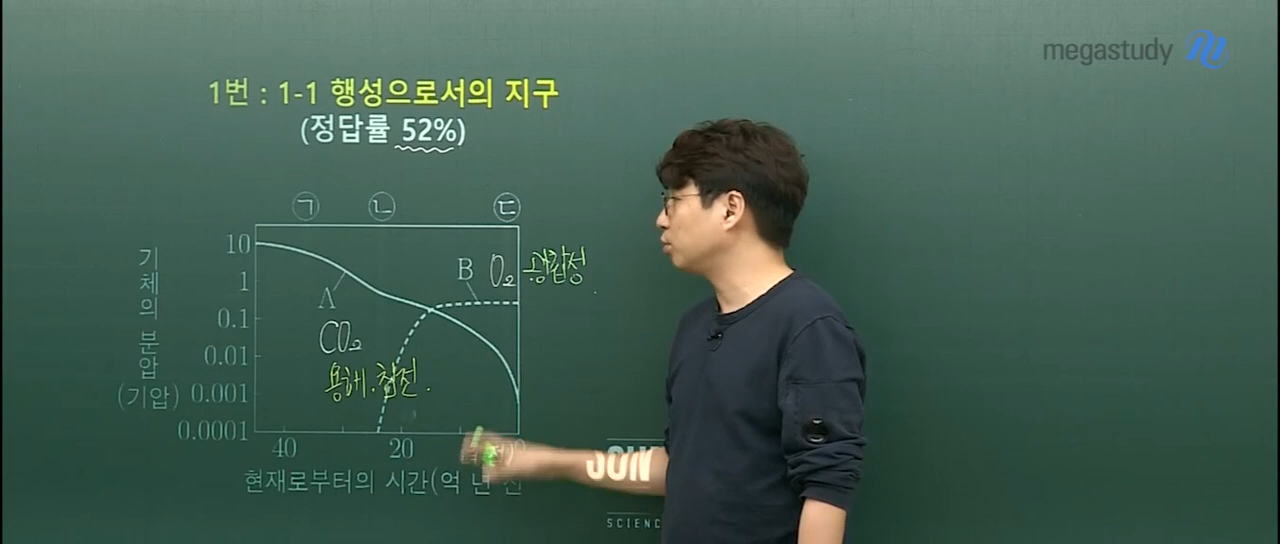 megastudy
1번 : 1-1 행성으로서의 지구
(정답률 52%)
ㄱ ㄴ ㄷ
기체의 분압
(기압)
10
1
0.1
0.01
0.001
0.0001
A
B
O₂ 광합성.
CO₂
용해.침전.
40 20 0
현재로부터의 시간(억 년 전
SCIENC